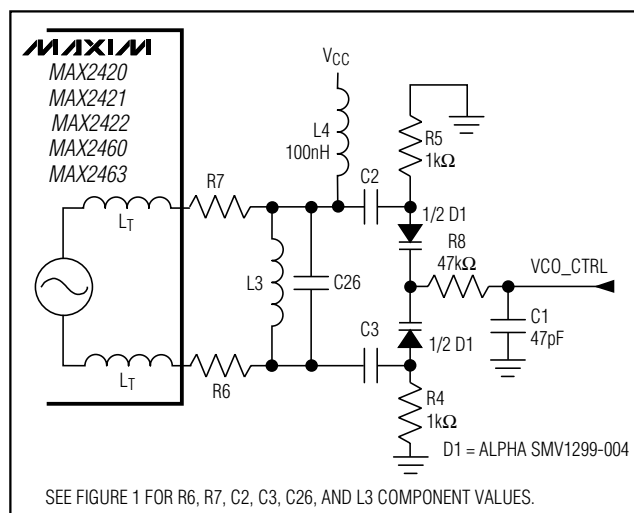 MAXIM
MAX2420
MAX2421
MAX2422
MAX2460
MAX2463
LT
LT
R7
R6
L3
C26
VCC
L4
100nH
C2
C3
R5
1kΩ
1/2 D1
R8
47kΩ
VCO_CTRL
C1
47pF
1/2 D1
R4
1kΩ
D1 = ALPHA SMV1299-004
SEE FIGURE 1 FOR R6, R7, C2, C3, C26, AND L3 COMPONENT VALUES.